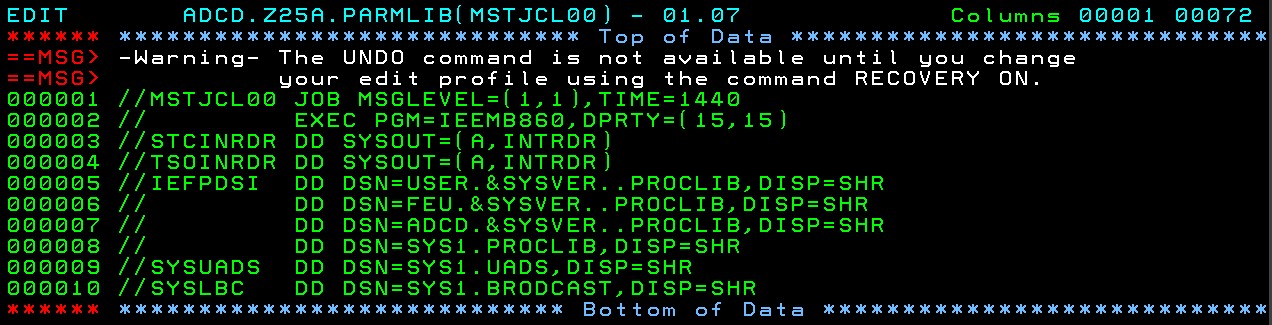 EDIT       ADCD.Z25A.PARMLIB(MSTJCL00) - 01.07             Columns 00001 00072
****** ***************************** Top of Data ******************************
==MSG> -Warning- The UNDO command is not available until you change
==MSG>           your edit profile using the command RECOVERY ON.
000001 //MSTJCL00 JOB MSGLEVEL=(1,1),TIME=1440
000002 //         EXEC PGM=IEEMB860,DPRTY=(15,15)
000003 //STCINRDR DD SYSOUT=(A,INTRDR)
000004 //TSOINRDR DD SYSOUT=(A,INTRDR)
000005 //IEFPDSI  DD DSN=USER.&SYSVER..PROCLIB,DISP=SHR
000006 //         DD DSN=FEU.&SYSVER..PROCLIB,DISP=SHR
000007 //         DD DSN=ADCD.&SYSVER..PROCLIB,DISP=SHR
000008 //         DD DSN=SYS1.PROCLIB,DISP=SHR
000009 //SYSUADS  DD DSN=SYS1.UADS,DISP=SHR
000010 //SYSLBC   DD DSN=SYS1.BRODCAST,DISP=SHR
****** **************************** Bottom of Data ****************************